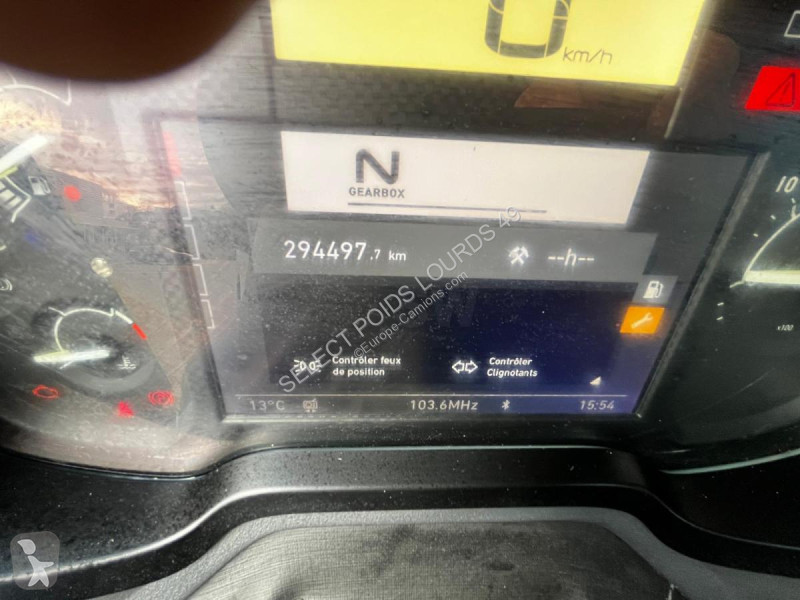 0
km/h
N
GEARBOX
294497.7 km
--h--
10
x100
Contrôler feux
de position
Contrôler
Clignotants
13°C
103.6MHz
15:54
SELECT POIDS LOURDS 49
©Europe-Camions.com